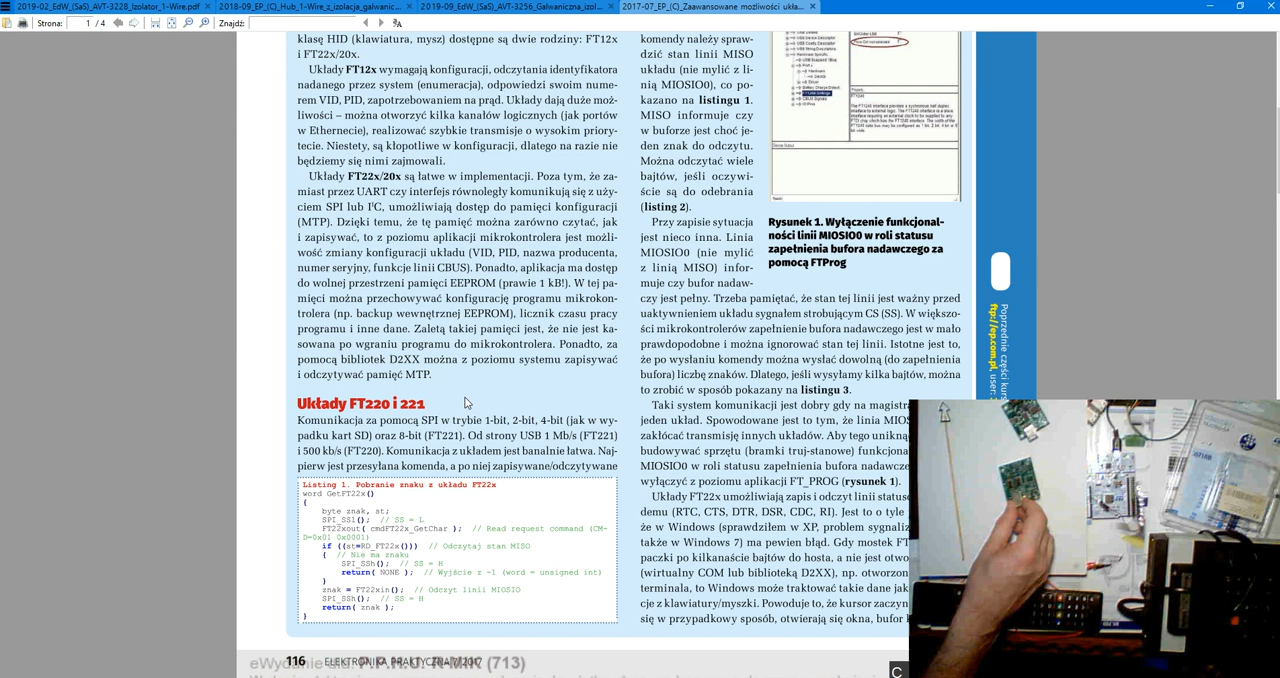 2019-02_EdW_(SaS)_AVT-3228_Izolator_1-Wire.pdf
2018-09_EP_(C)_Hub_1-Wire_z_izolacja_galwanic...
2019-09_EdW_(SaS)_AVT-3256_Galwaniczna_izol...
2017-07_EP_(C)_Zaawansowane możliwości ukła...
Strona: 1 / 4 Znajdź:
klasę HID (klawiatura, mysz) dostępne są dwie rodziny: FT12x
i FT22x/20x.
Układy FT12x wymagają konfiguracji, odczytania identyfikatora
nadanego przez system (enumeracja), odpowiedzi swoim nume-
rem VID, PID, zapotrzebowaniem na prąd. Układy dają duże moż-
liwości – można otworzyć kilka kanałów logicznych (jak portów
w Ethernecie), realizować szybkie transmisje o wysokim priory-
tecie. Niestety, są kłopotliwe w konfiguracji, dlatego na razie nie
będziemy się nimi zajmowali.
Układy FT22x/20x są łatwe w implementacji. Poza tym, że za-
miast przez UART czy interfejs równoległy komunikują się z uży-
ciem SPI lub I²C, umożliwiają dostęp do pamięci konfiguracji
(MTP). Dzięki temu, że tę pamięć można zarówno czytać, jak
i zapisywać, to z poziomu aplikacji mikrokontrolera jest możli-
wość zmiany konfiguracji układu (VID, PID, nazwa producenta,
numer seryjny, funkcje linii CBUS). Ponadto, aplikacja ma dostęp
do wolnej przestrzeni pamięci EEPROM (prawie 1 kB!). W tej pa-
mięci można przechowywać konfigurację programu mikrokon-
trolera (np. backup wewnętrznej EEPROM), licznik czasu pracy
programu i inne dane. Zaletą takiej pamięci jest, że nie jest ka-
sowana po wgraniu programu do mikrokontrolera. Ponadto, za
pomocą bibliotek D2XX można z poziomu systemu zapisywać
i odczytywać pamięć MTP.
Układy FT220 i 221
Komunikacja za pomocą SPI w trybie 1-bit, 2-bit, 4-bit (jak w wy-
padku kart SD) oraz 8-bit (FT221). Od strony USB 1 Mb/s (FT221)
i 500 kb/s (FT220). Komunikacja z układem jest banalnie łatwa. Naj-
pierw jest przesyłana komenda, a po niej zapisywane/odczytywane
Listing 1. Pobranie znaku z układu FT22x
word GetFT22x()
{
byte znak, st;
SPI_SSl(); // SS = L
FT22xout( cmdFT22x_GetChar ); // Read request command (CM-
D=0x01 0x0001)
if ((st=RD_FT22x())) // Odczytaj stan MISO
{ // Nie ma znaku
SPI_SSh(); // SS = H
return( NONE ); // Wyjście z -1 (word = unsigned int)
}
znak = FT22xin(); // Odczyt linii MIOSIO
SPI_SSh(); // SS = H
return( znak );
}
116 ELEKTRONIKA PRAKTYCZNA 7/2017
komendy należy spraw-
dzić stan linii MISO
układu (nie mylić z li-
nią MIOSIO0), co po-
kazano na listingu 1.
MISO informuje czy
w buforze jest choć je-
den znak do odczytu.
Można odczytać wiele
bajtów, jeśli oczywi-
ście są do odebrania
(listing 2).
Przy zapisie sytuacja
jest nieco inna. Linia
MIOSIO0 (nie mylić
z linią MISO) infor-
muje czy bufor nadaw-
czy jest pełny. Trzeba pamiętać, że stan tej linii jest ważny przed
uaktywnieniem układu sygnałem strobującym CS (SS). W większo-
ści mikrokontrolerów zapełnienie bufora nadawczego jest w mało
prawdopodobne i można ignorować stan tej linii. Istotne jest to,
że po wysłaniu komendy można wysłać dowolną (do zapełnienia
bufora) liczbę znaków. Dlatego, jeśli wysyłamy kilka bajtów, można
to zrobić w sposób pokazany na listingu 3.
Taki system komunikacji jest dobry gdy na magistra
jeden układ. Spowodowane jest to tym, że linia MIOS
zakłócać transmisję innych układów. Aby tego unikną
budowywać sprzętu (bramki truj-stanowe) funkcjona
MIOSIO0 w roli statusu zapełnienia bufora nadawcze
wyłączyć z poziomu aplikacji FT_PROG (rysunek 1).
Układy FT22x umożliwiają zapis i odczyt linii statuso
demu (RTC, CTS, DTR, DSR, CDC, RI). Jest to o tyle
że w Windows (sprawdziłem w XP, problem sygnaliz
także w Windows 7) ma pewien błąd. Gdy mostek FT
paczki po kilkanaście bajtów do hosta, a nie jest otwo
(wirtualny COM lub biblioteką D2XX), np. otworzon
terminala, to Windows może traktować takie dane jak
cje z klawiatury/myszki. Powoduje to, że kursor zaczyn
się w przypadkowy sposób, otwierają się okna, bufor k
Rysunek 1. Wyłączenie funkcjonal-
ności linii MIOSIO0 w roli statusu
zapełnienia bufora nadawczego za
pomocą FTProg
Poprzednie części kurs
ftp://ep.com.pl, user:
C